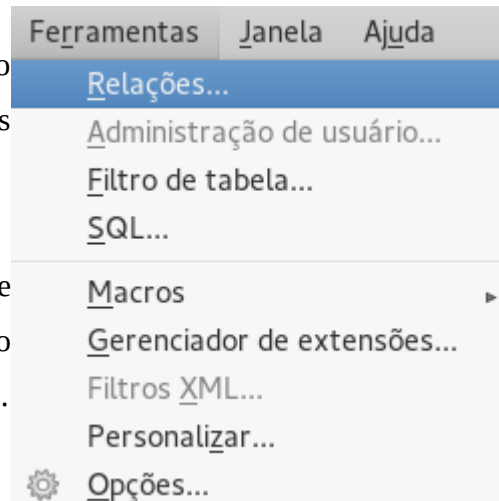 Ferramentas Janela Ajuda
o
Relações...
s
Administração de usuário...
Filtro de tabela...
SQL...
e
Macros
o
Gerenciador de extensões...
.
Filtros XML...
Personalizar...
Opções...